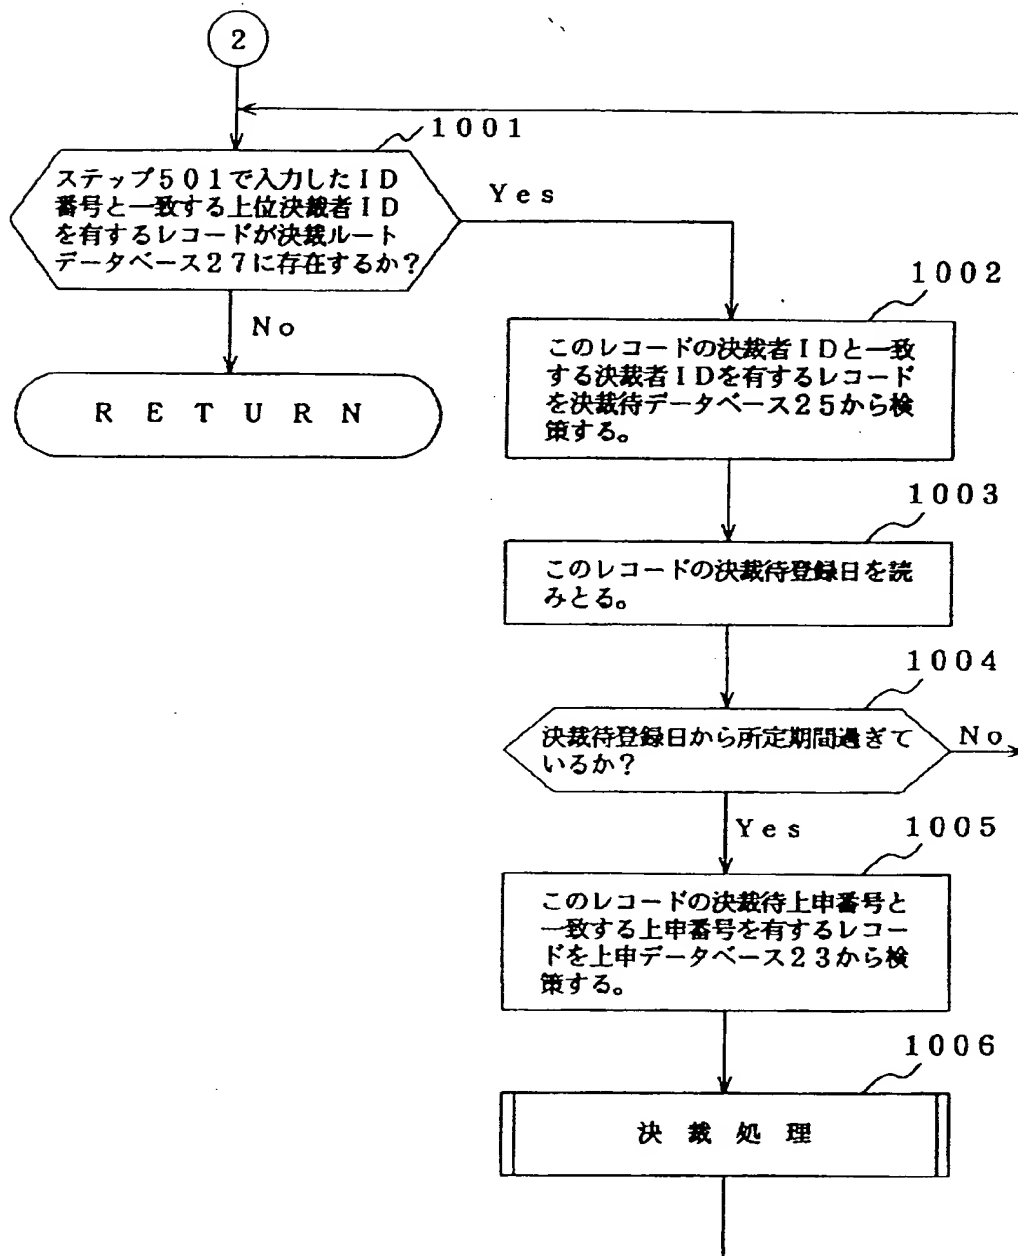 2
1001
ステップ501で入力したID
番号と一致する上位決裁者ID
を有するレコードが決裁ルート
データベース27に存在するか?
Yes
No
RETURN
1002
このレコードの決裁者IDと一致
する決裁者IDを有するレコード
を決裁待データベース25から検
策する。
1003
このレコードの決裁待登録日を読
みとる。
1004
決裁待登録日から所定期間過ぎて
いるか?
No
Yes
1005
このレコードの決裁待上申番号と
一致する上申番号を有するレコー
ドを上申データベース23から検
策する。
1006
決裁処理